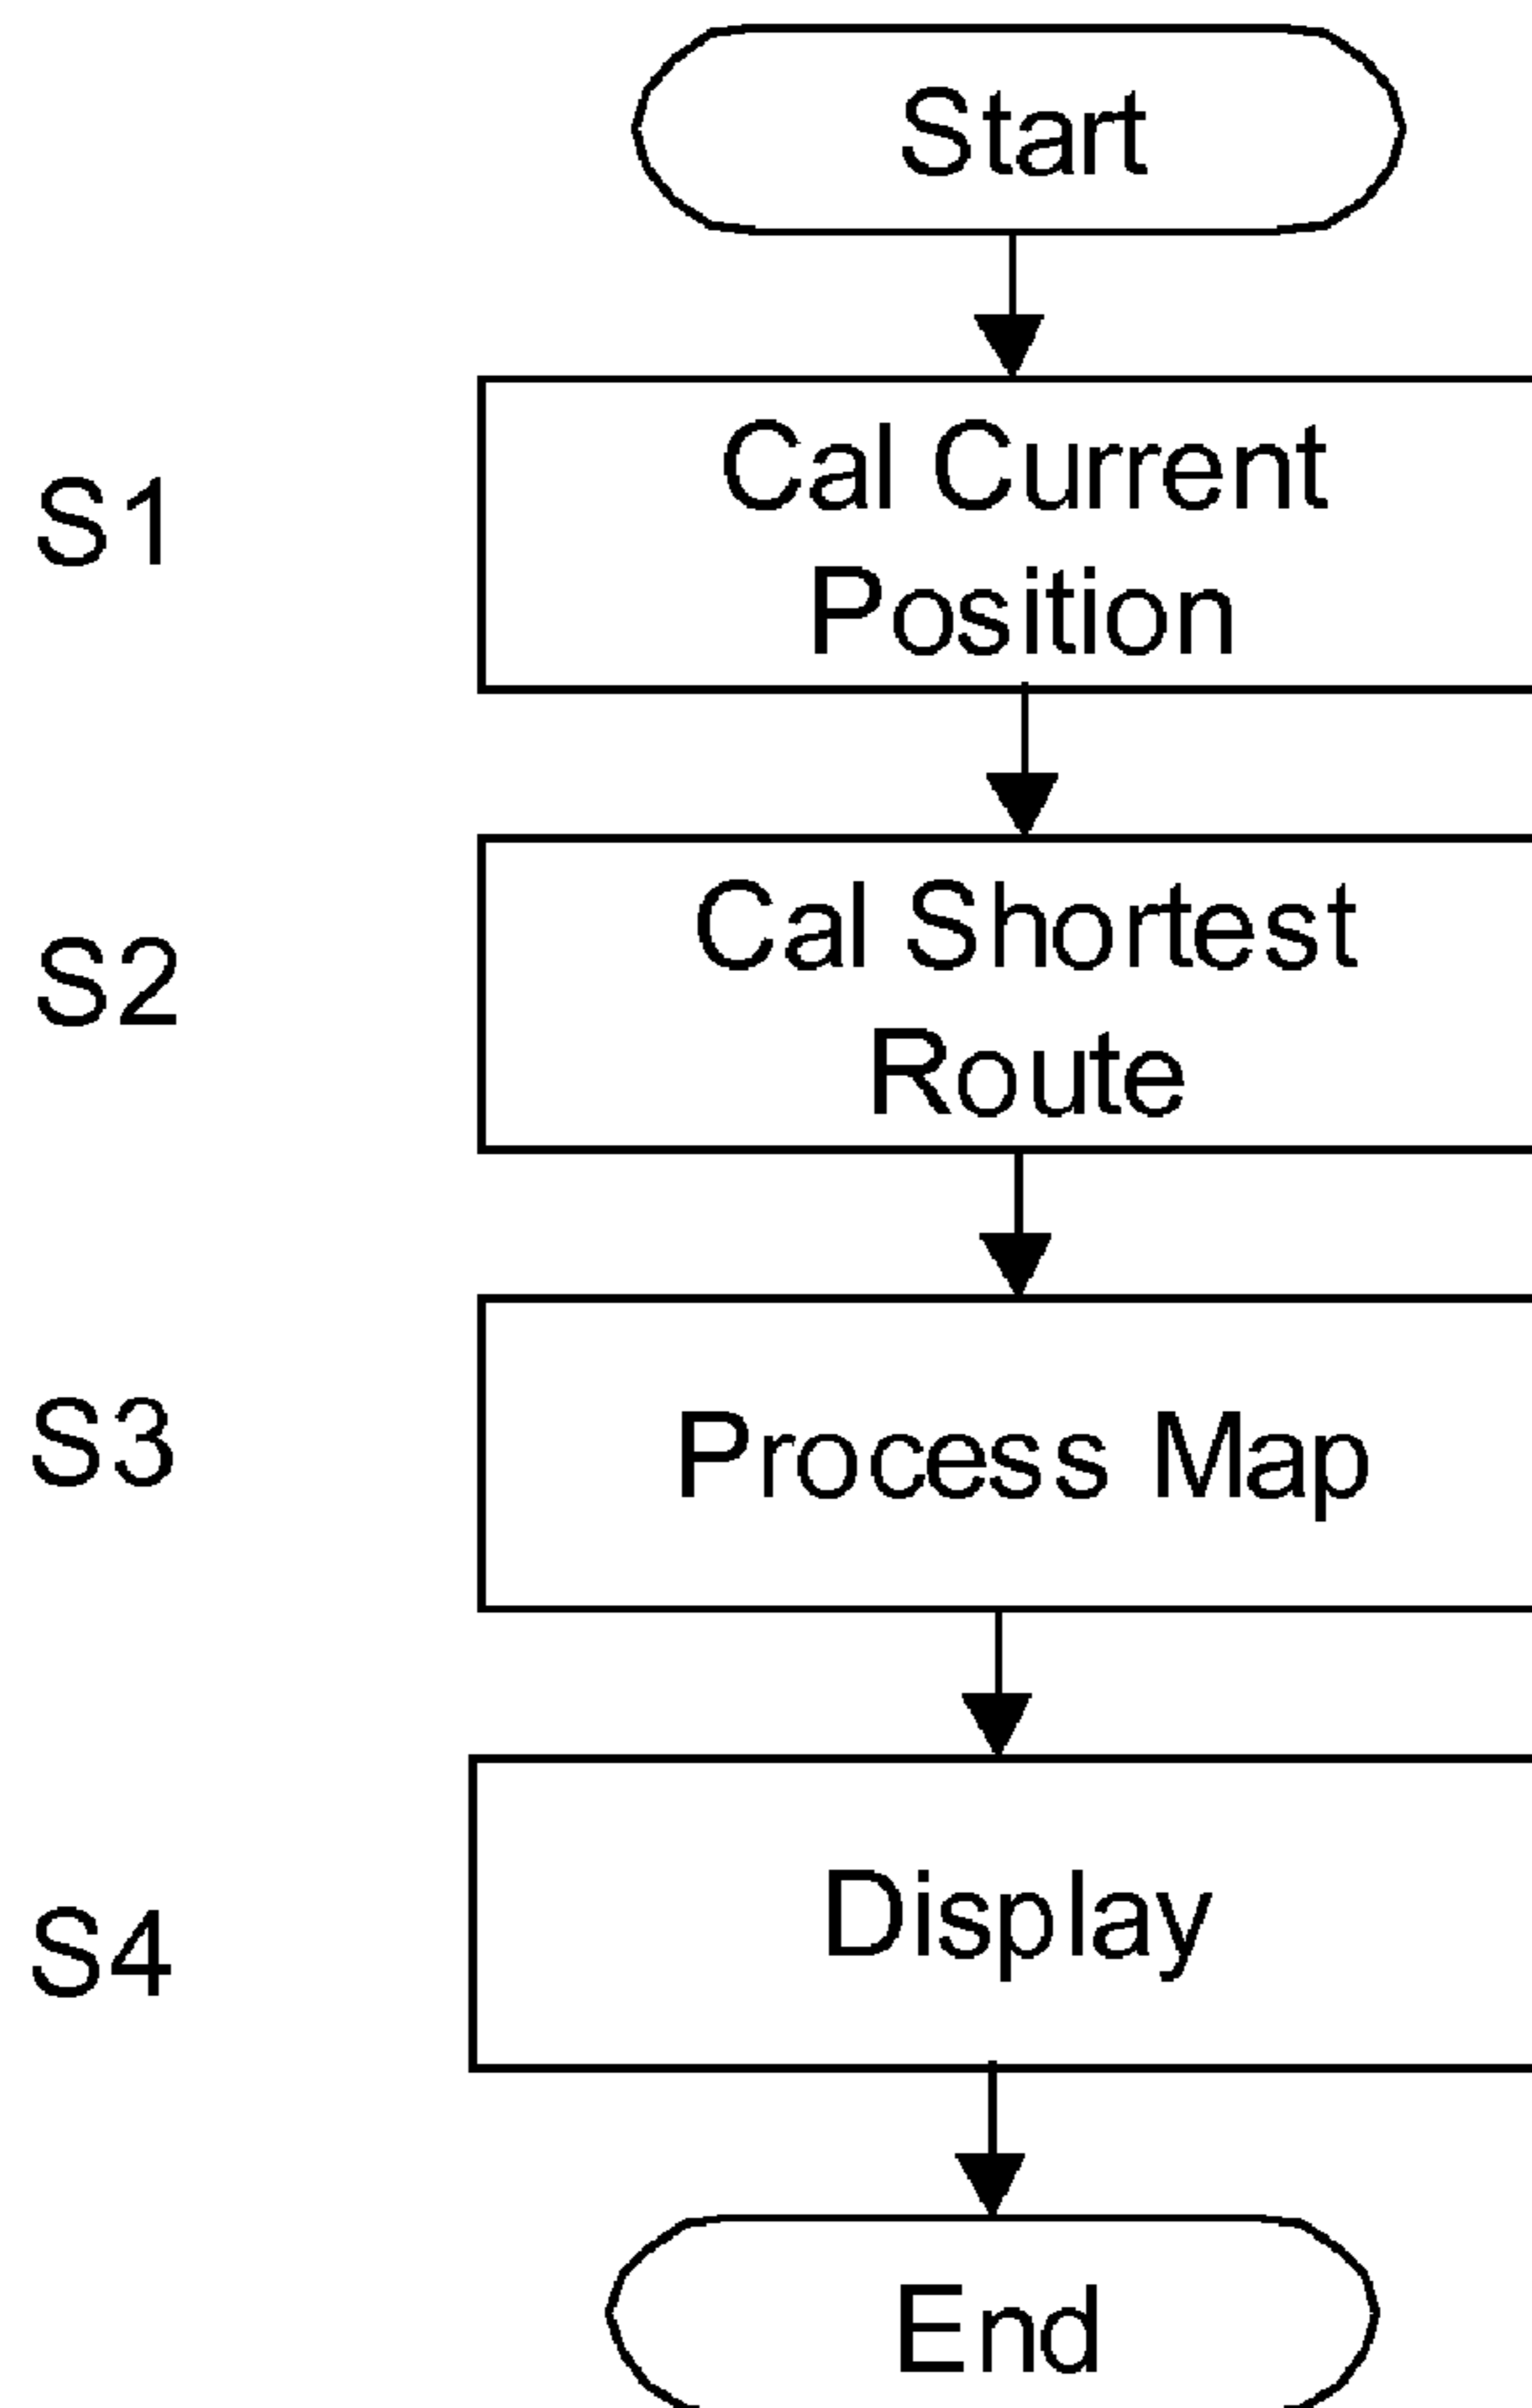 Start
S1
Cal Current
Position
S2
Cal Shortest
Route
S3
Process Map
S4
Display
End